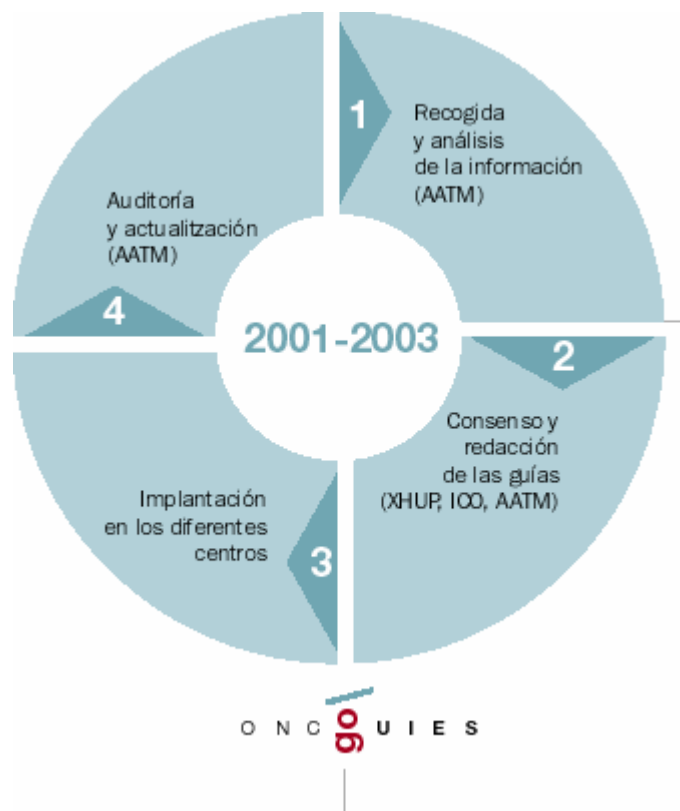 1
Recogida
y análisis
de la información
(AATM)
2
Consenso y
redacción
de las guías
(XHUP, ICO, AATM)
3
Implantación
en los diferentes
centros
4
Auditoría
y actualitzación
(AATM)
2001-2003
ONCOGUIES